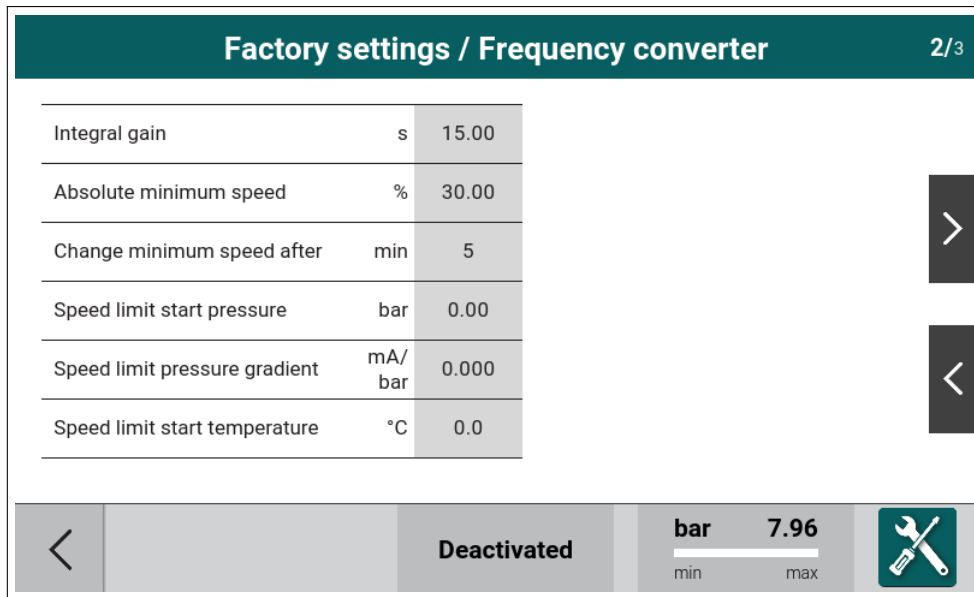 Factory settings / Frequency converter 2/3
Integral gain s 15.00
Absolute minimum speed % 30.00
Change minimum speed after min 5
Speed limit start pressure bar 0.00
Speed limit pressure gradient mA/
bar 0.000
Speed limit start temperature °C 0.0
Deactivated
bar 7.96
min max